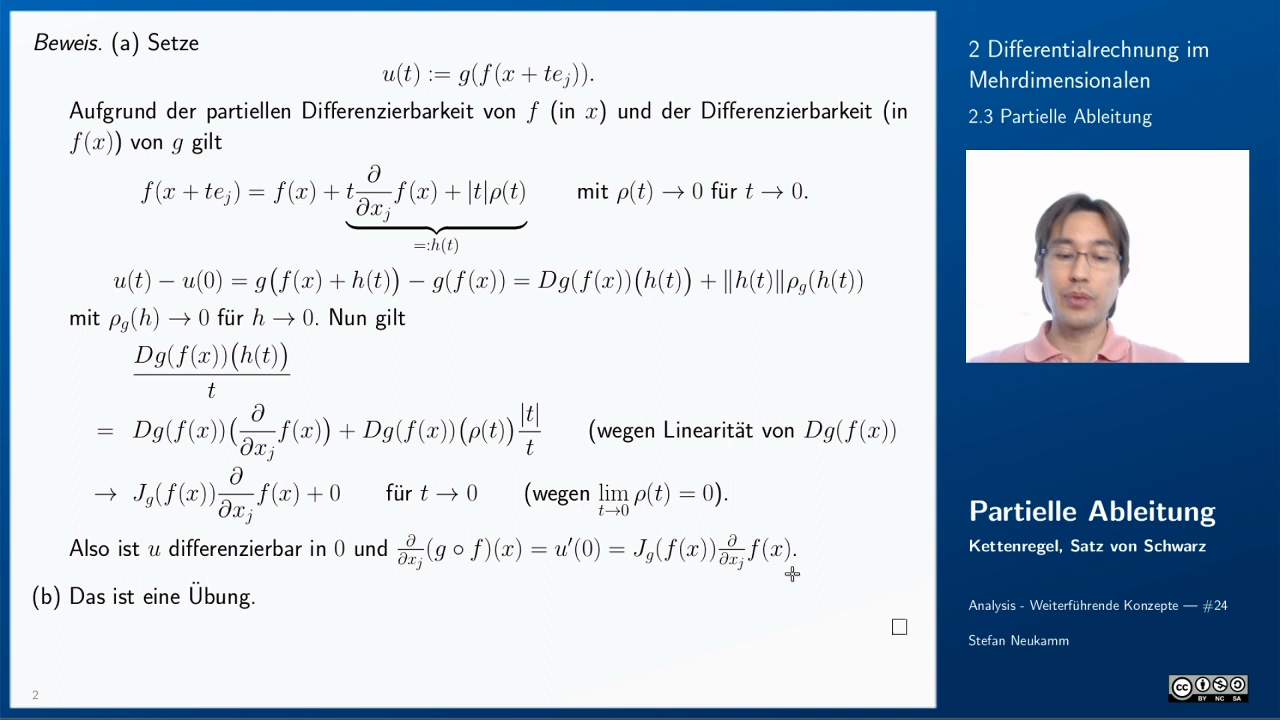 Beweis. (a) Setze
u(t) := g(f(x + te_j)).
Aufgrund der partiellen Differenzierbarkeit von f (in x) und der Differenzierbarkeit (in
f(x)) von g gilt
f(x + te_j) = f(x) + t ∂/∂x_j f(x) + |t|ρ(t) mit ρ(t) → 0 für t → 0.
=:h(t)
u(t) − u(0) = g(f(x) + h(t)) − g(f(x)) = Dg(f(x))(h(t)) + ‖h(t)‖ρ_g(h(t))
mit ρ_g(h) → 0 für h → 0. Nun gilt
Dg(f(x))(h(t))
t
= Dg(f(x))(∂/∂x_j f(x)) + Dg(f(x))(ρ(t)) |t|/t (wegen Linearität von Dg(f(x))
→ J_g(f(x)) ∂/∂x_j f(x) + 0 für t → 0 (wegen lim_{t→0} ρ(t) = 0).
Also ist u differenzierbar in 0 und ∂/∂x_j (g ∘ f)(x) = u′(0) = J_g(f(x)) ∂/∂x_j f(x).
(b) Das ist eine Übung.
□
2
2 Differentialrechnung im
Mehrdimensionalen
2.3 Partielle Ableitung
Partielle Ableitung
Kettenregel, Satz von Schwarz
Analysis - Weiterführende Konzepte — #24
Stefan Neukamm
cc
BY NC SA